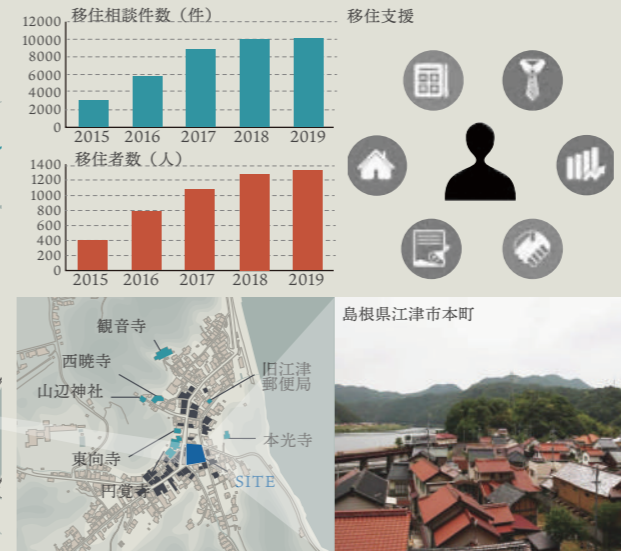 移住相談件数（件）
12000
10000
8000
6000
4000
2000
0
2015 2016 2017 2018 2019
移住者数（人）
1400
1200
1000
800
600
400
200
0
2015 2016 2017 2018 2019
移住支援
観音寺
西暁寺
山辺神社
旧江津
郵便局
本光寺
東向寺
円覚寺
SITE
島根県江津市本町